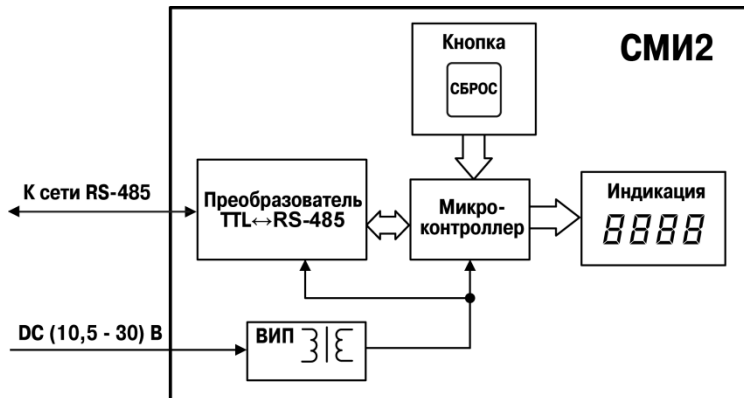 СМИ2
Кнопка
СБРОС
К сети RS-485
Преобразователь
TTL↔RS-485
Микро-
контроллер
Индикация
8888
DC (10,5 - 30) В
ВИП